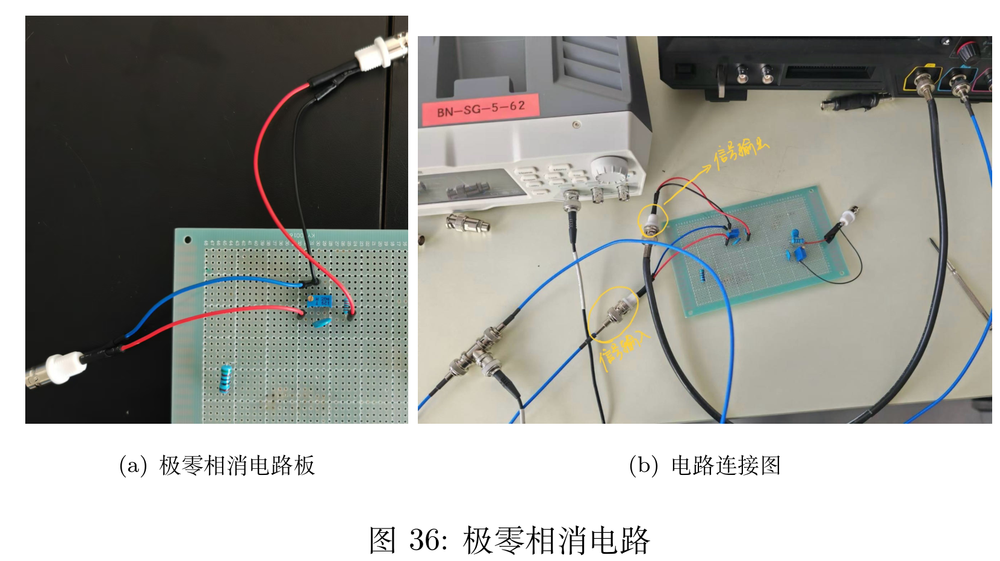 BN-SG-5-62
信号输出
信号输入
(a) 极零相消电路板
(b) 电路连接图
图 36: 极零相消电路